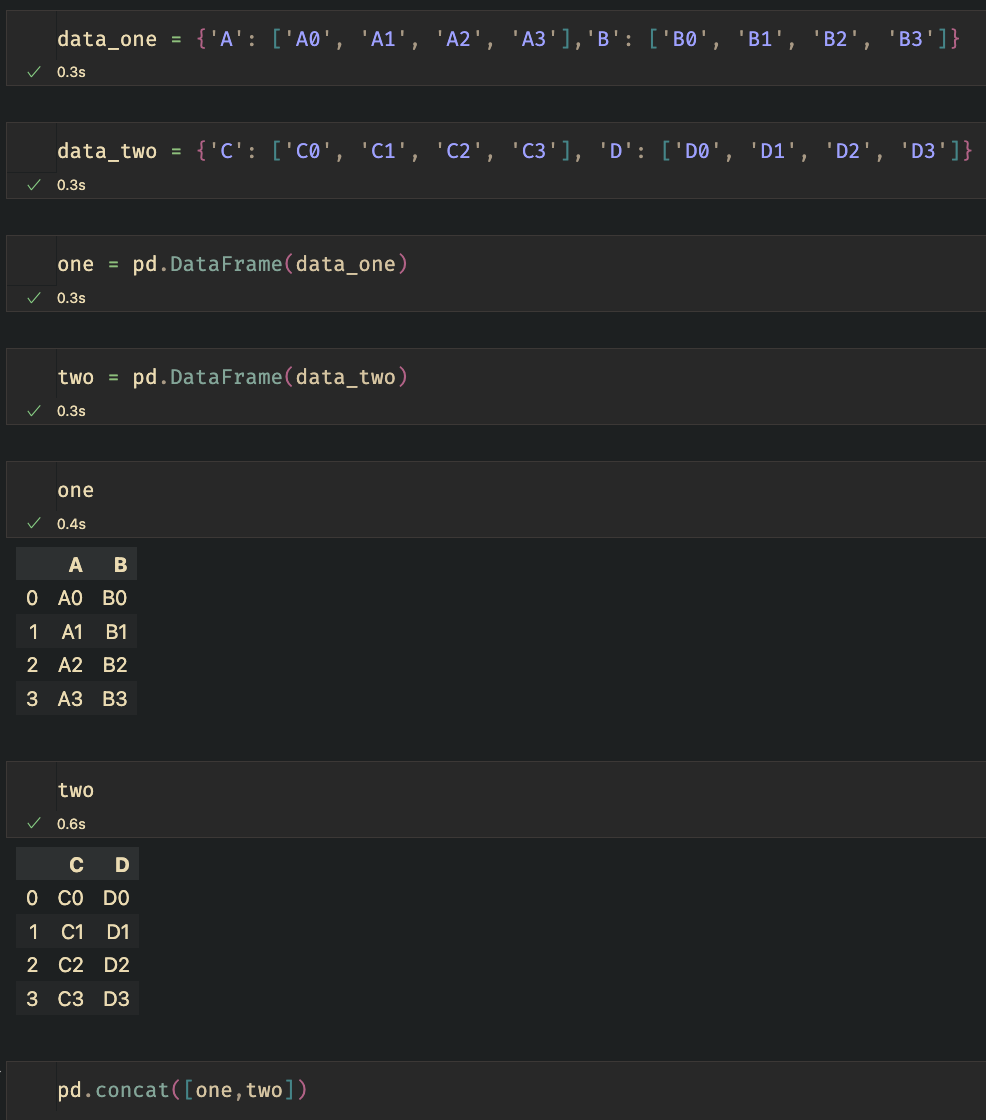 data_one = {'A': ['A0', 'A1', 'A2', 'A3'],'B': ['B0', 'B1', 'B2', 'B3']}
✓ 0.3s
data_two = {'C': ['C0', 'C1', 'C2', 'C3'], 'D': ['D0', 'D1', 'D2', 'D3']}
✓ 0.3s
one = pd.DataFrame(data_one)
✓ 0.3s
two = pd.DataFrame(data_two)
✓ 0.3s
one
✓ 0.4s
A B
0 A0 B0
1 A1 B1
2 A2 B2
3 A3 B3
two
✓ 0.6s
C D
0 C0 D0
1 C1 D1
2 C2 D2
3 C3 D3
pd.concat([one,two])